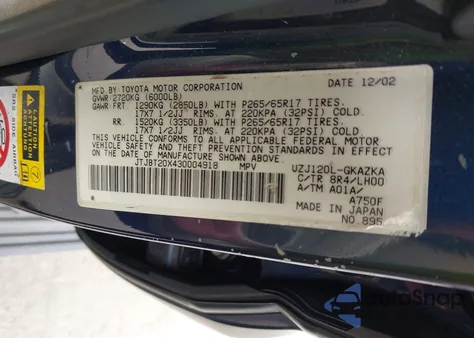 MFD BY TOYOTA MOTOR CORPORATION DATE 12/02
GVWR 2720KG (6000LB)
GAWR FRT 1290KG (2850LB) WITH P265/65R17 TIRES.
17X7 1/2JJ RIMS. AT 220KPA (32PSI) COLD.
RR 1520KG (3350LB) WITH P265/65R17 TIRES.
17X7 1/2JJ RIMS. AT 220KPA (32PSI) COLD.
THIS VEHICLE CONFORMS TO ALL APPLICABLE FEDERAL MOTOR
VEHICLE SAFETY AND THEFT PREVENTION STANDARDS IN
EFFECT ON THE DATE OF MANUFACTURE SHOWN ABOVE.
JTJBT20X430004918 MPV UZJ120L-GKAZKA
C/TR 8R4/LH00
A/TM A01A/
A750F
MADE IN JAPAN
NO.895
ACHTUNG
CAUTION
ATTENTION
autoSnap